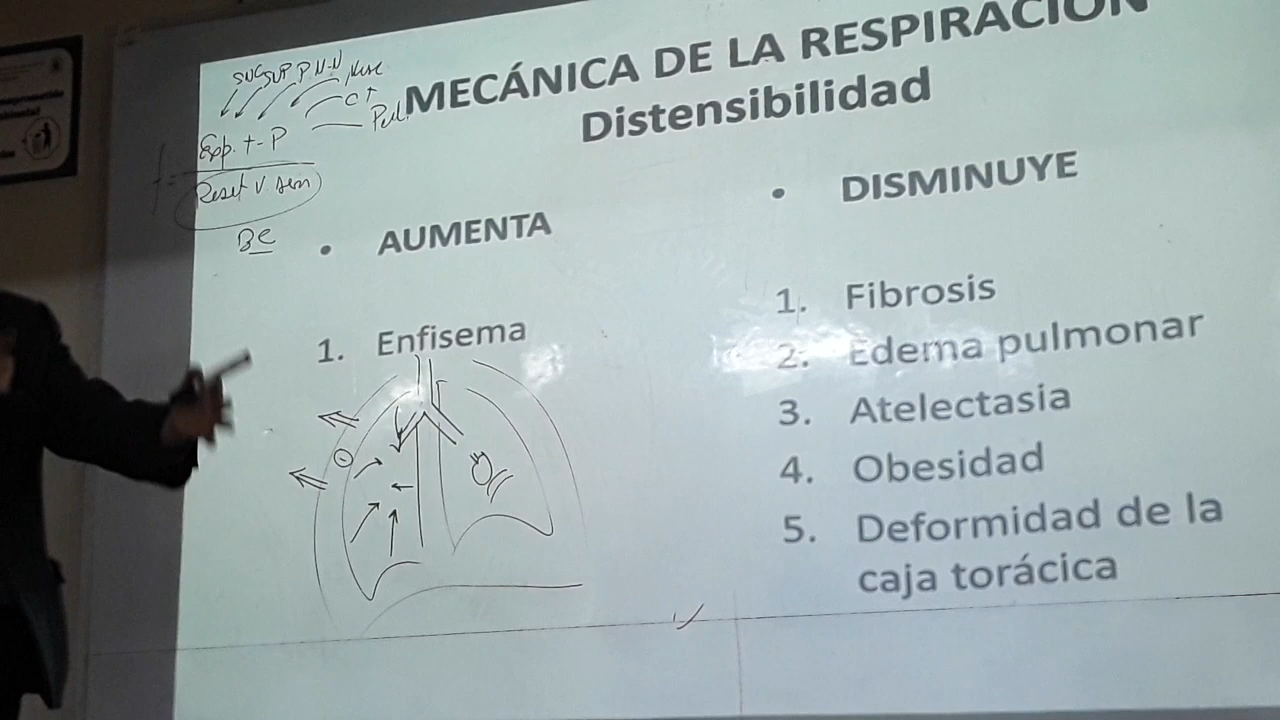 MECÁNICA DE LA RESPIRACIÓN
Distensibilidad
• AUMENTA
1. Enfisema
• DISMINUYE
1. Fibrosis
2. Edema pulmonar
3. Atelectasia
4. Obesidad
5. Deformidad de la
caja torácica